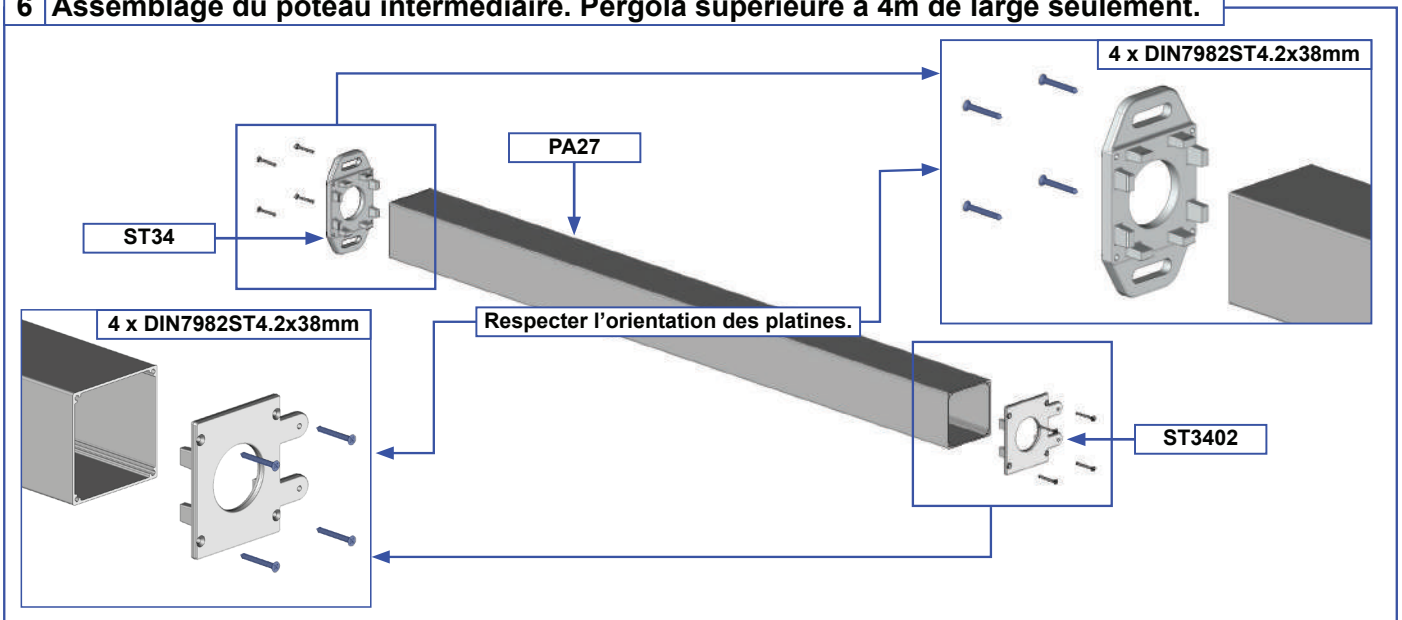 6 Assemblage du poteau intermédiaire. Pergola supérieure à 4m de large seulement.
4 x DIN7982ST4.2x38mm
PA27
ST34
4 x DIN7982ST4.2x38mm
Respecter l'orientation des platines.
ST3402